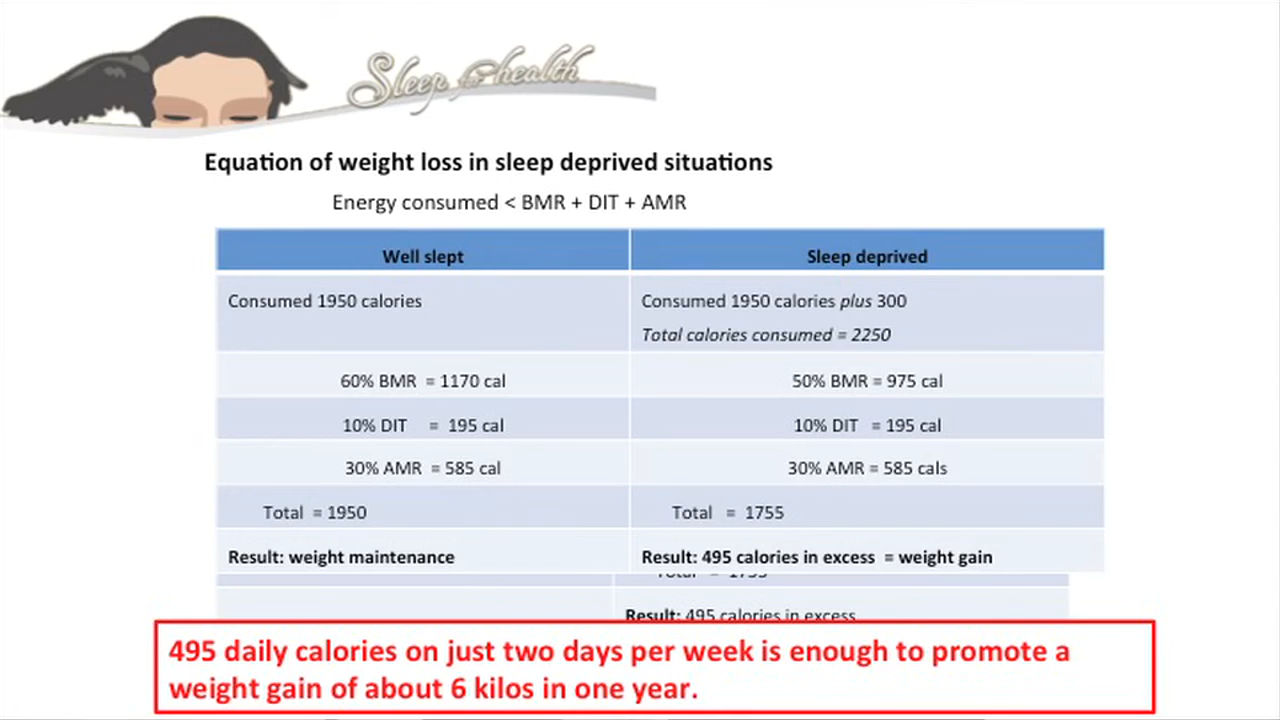 Sleep for health
Equation of weight loss in sleep deprived situations
Energy consumed < BMR + DIT + AMR
Well slept
Sleep deprived
Consumed 1950 calories
Consumed 1950 calories plus 300
Total calories consumed = 2250
60% BMR = 1170 cal
50% BMR = 975 cal
10% DIT = 195 cal
10% DIT = 195 cal
30% AMR = 585 cal
30% AMR = 585 cals
Total = 1950
Total = 1755
Result: weight maintenance
Result: 495 calories in excess = weight gain
Total = 1755
Result: 495 calories in excess
495 daily calories on just two days per week is enough to promote a
weight gain of about 6 kilos in one year.